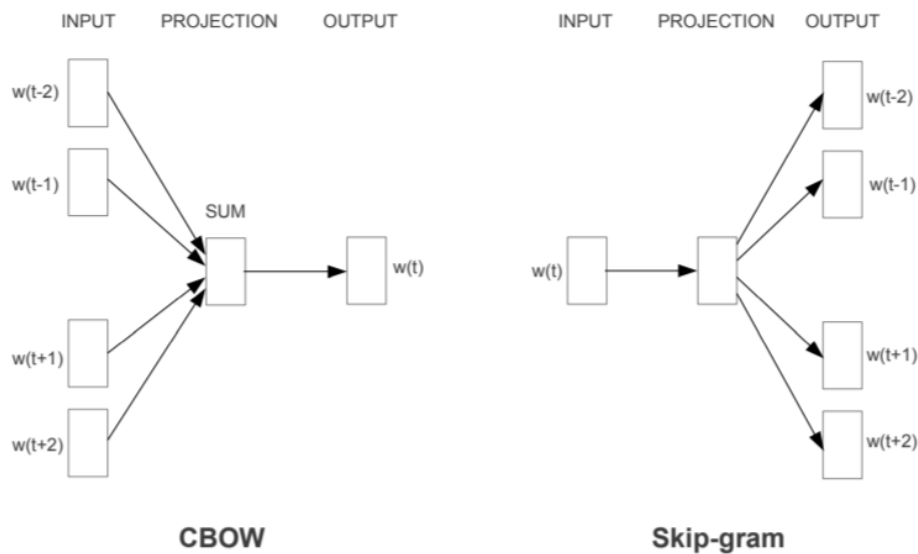 INPUT PROJECTION OUTPUT
w(t-2)
w(t-1)
SUM
w(t)
w(t+1)
w(t+2)
CBOW
INPUT PROJECTION OUTPUT
w(t-2)
w(t-1)
w(t)
w(t+1)
w(t+2)
Skip-gram